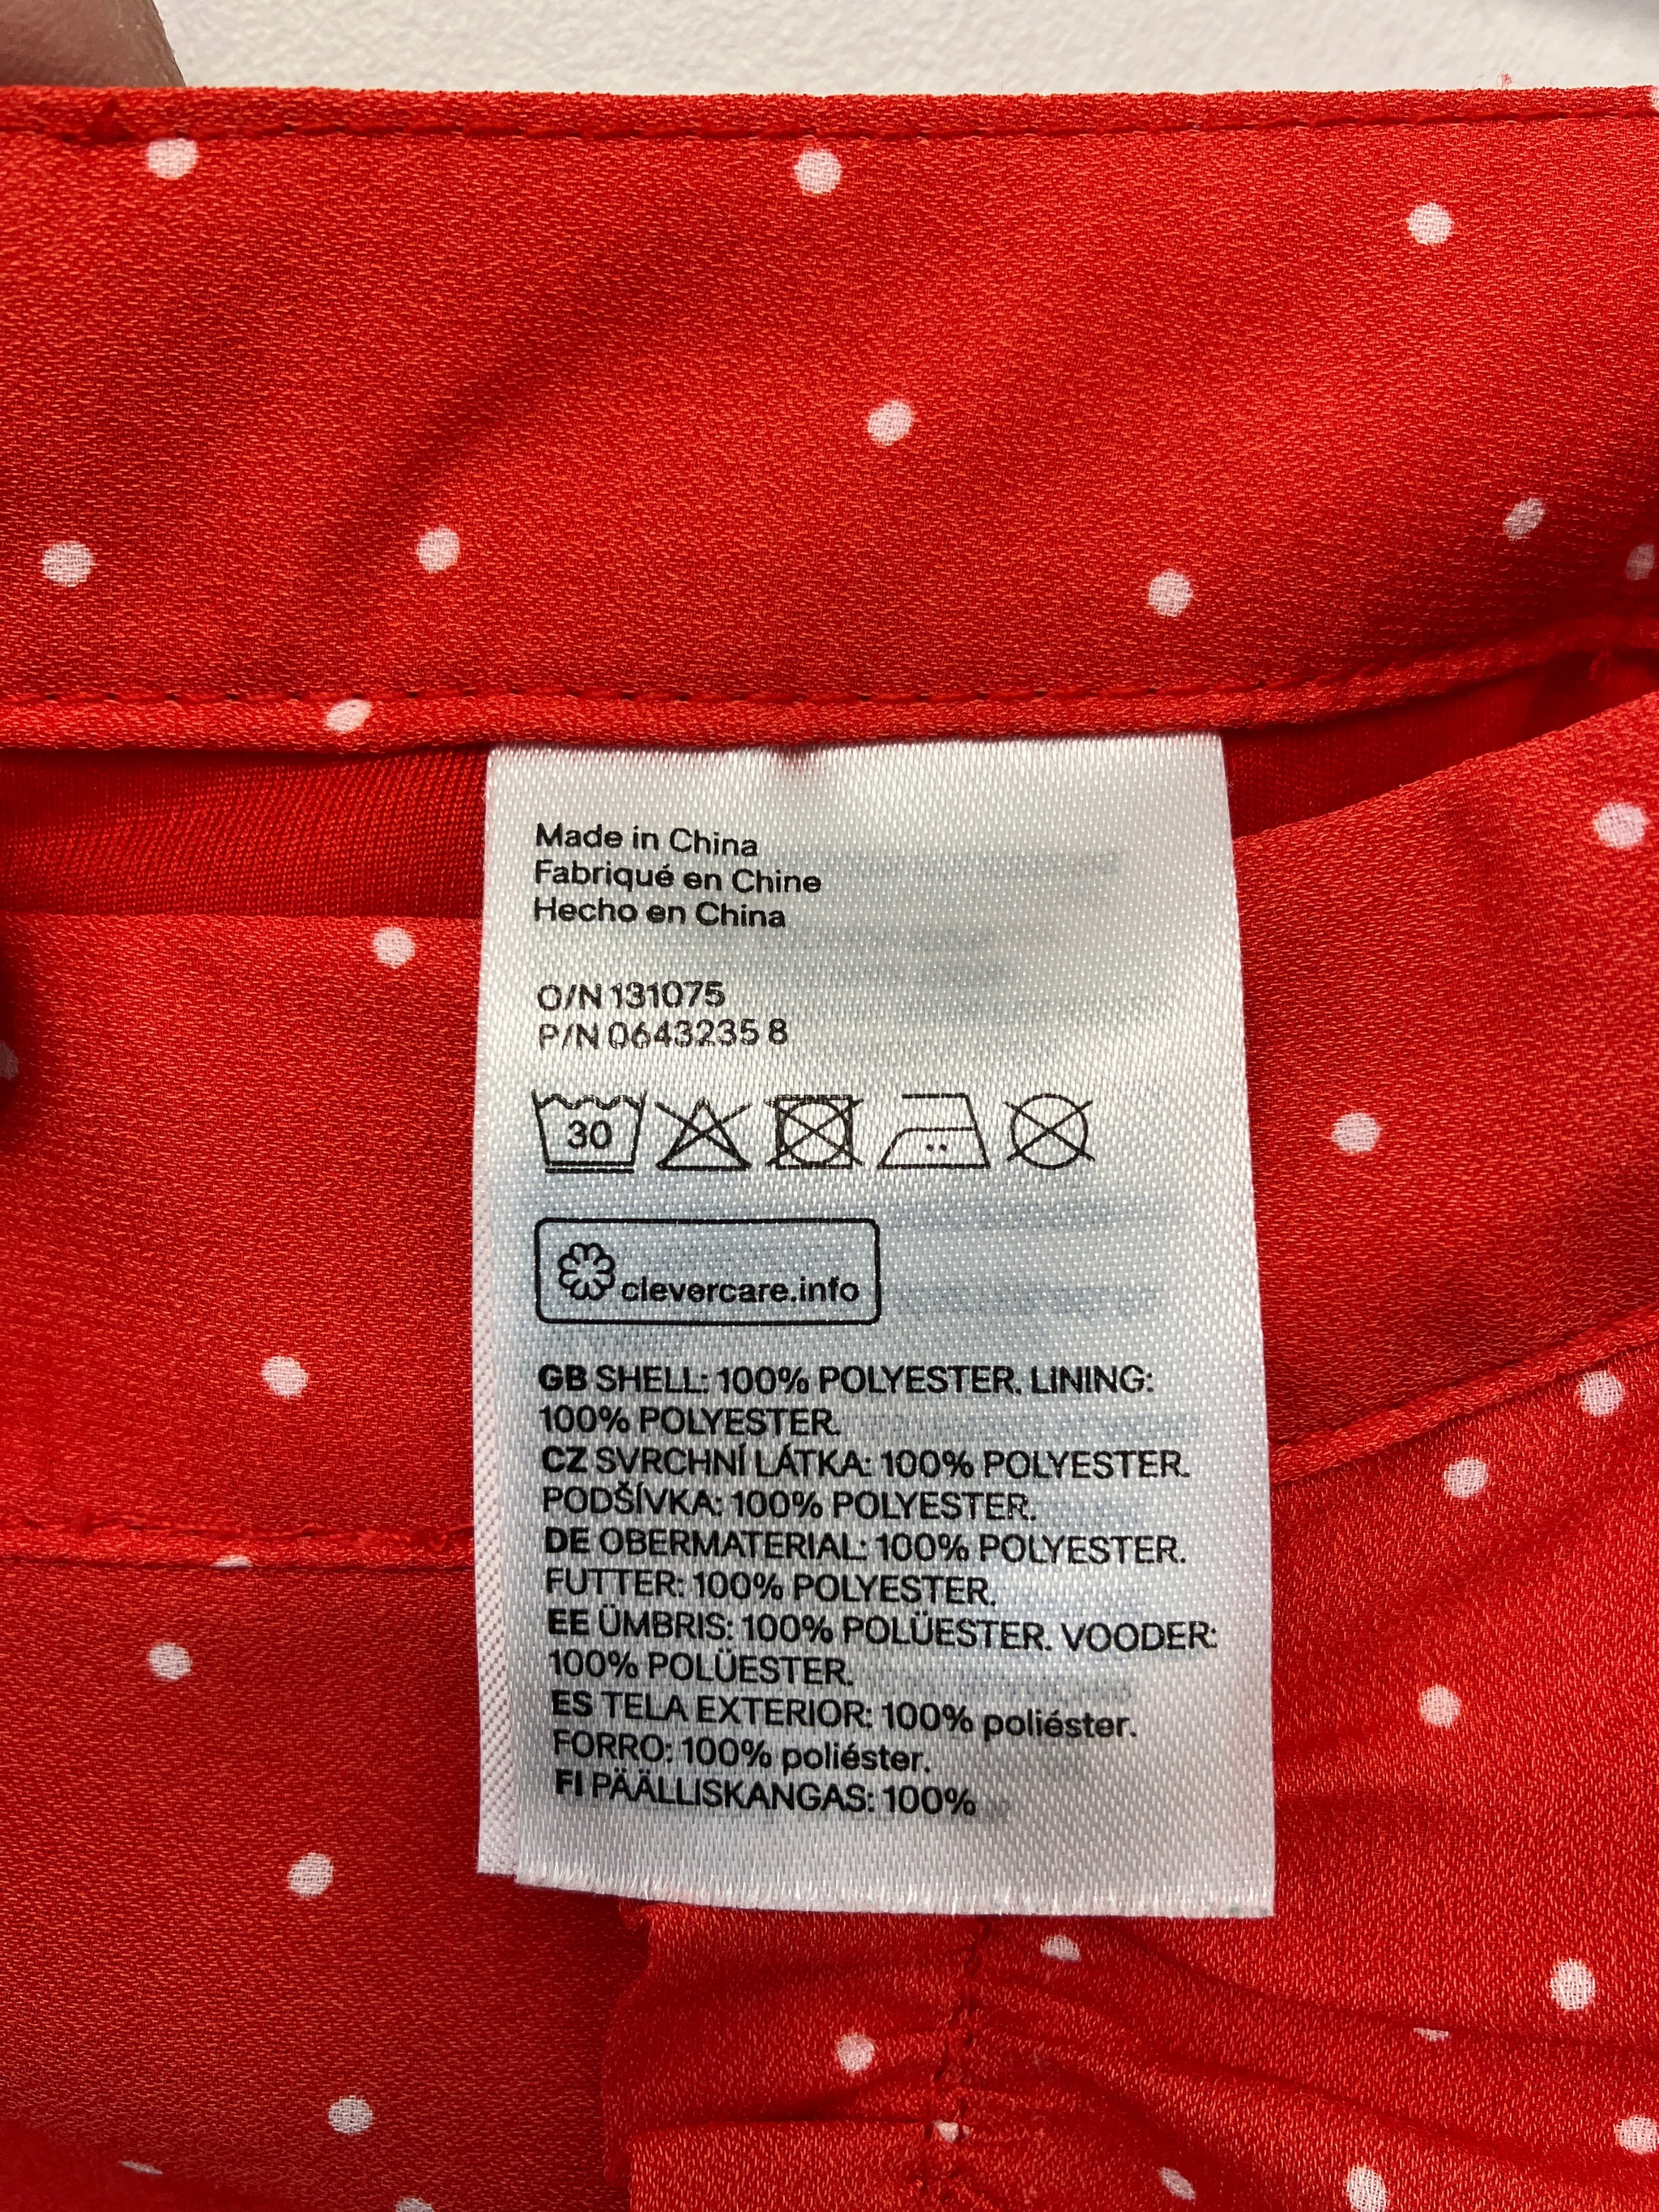 Made in China
Fabriqué en Chine
Hecho en China
O/N 131075
P/N 0643235 8
30
clevercare.info
GB SHELL: 100% POLYESTER. LINING:
100% POLYESTER.
CZ SVRCHNÍ LÁTKA: 100% POLYESTER.
PODŠÍVKA: 100% POLYESTER.
DE OBERMATERIAL: 100% POLYESTER.
FUTTER: 100% POLYESTER.
EE ÜMBRIS: 100% POLÜESTER. VOODER:
100% POLÜESTER.
ES TELA EXTERIOR: 100% poliéster.
FORRO: 100% poliéster.
FI PÄÄLLISKANGAS: 100%